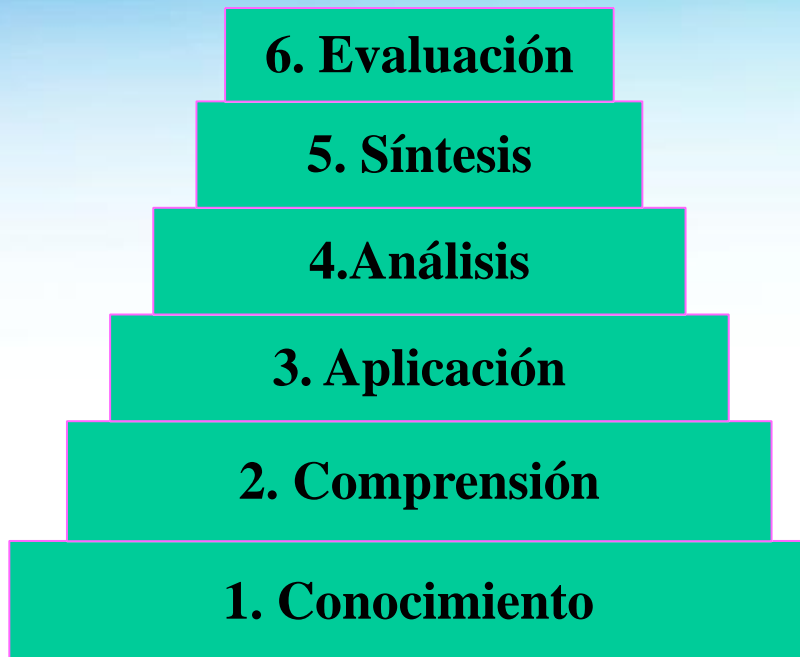 6. Evaluación
5. Síntesis
4.Análisis
3. Aplicación
2. Comprensión
1. Conocimiento